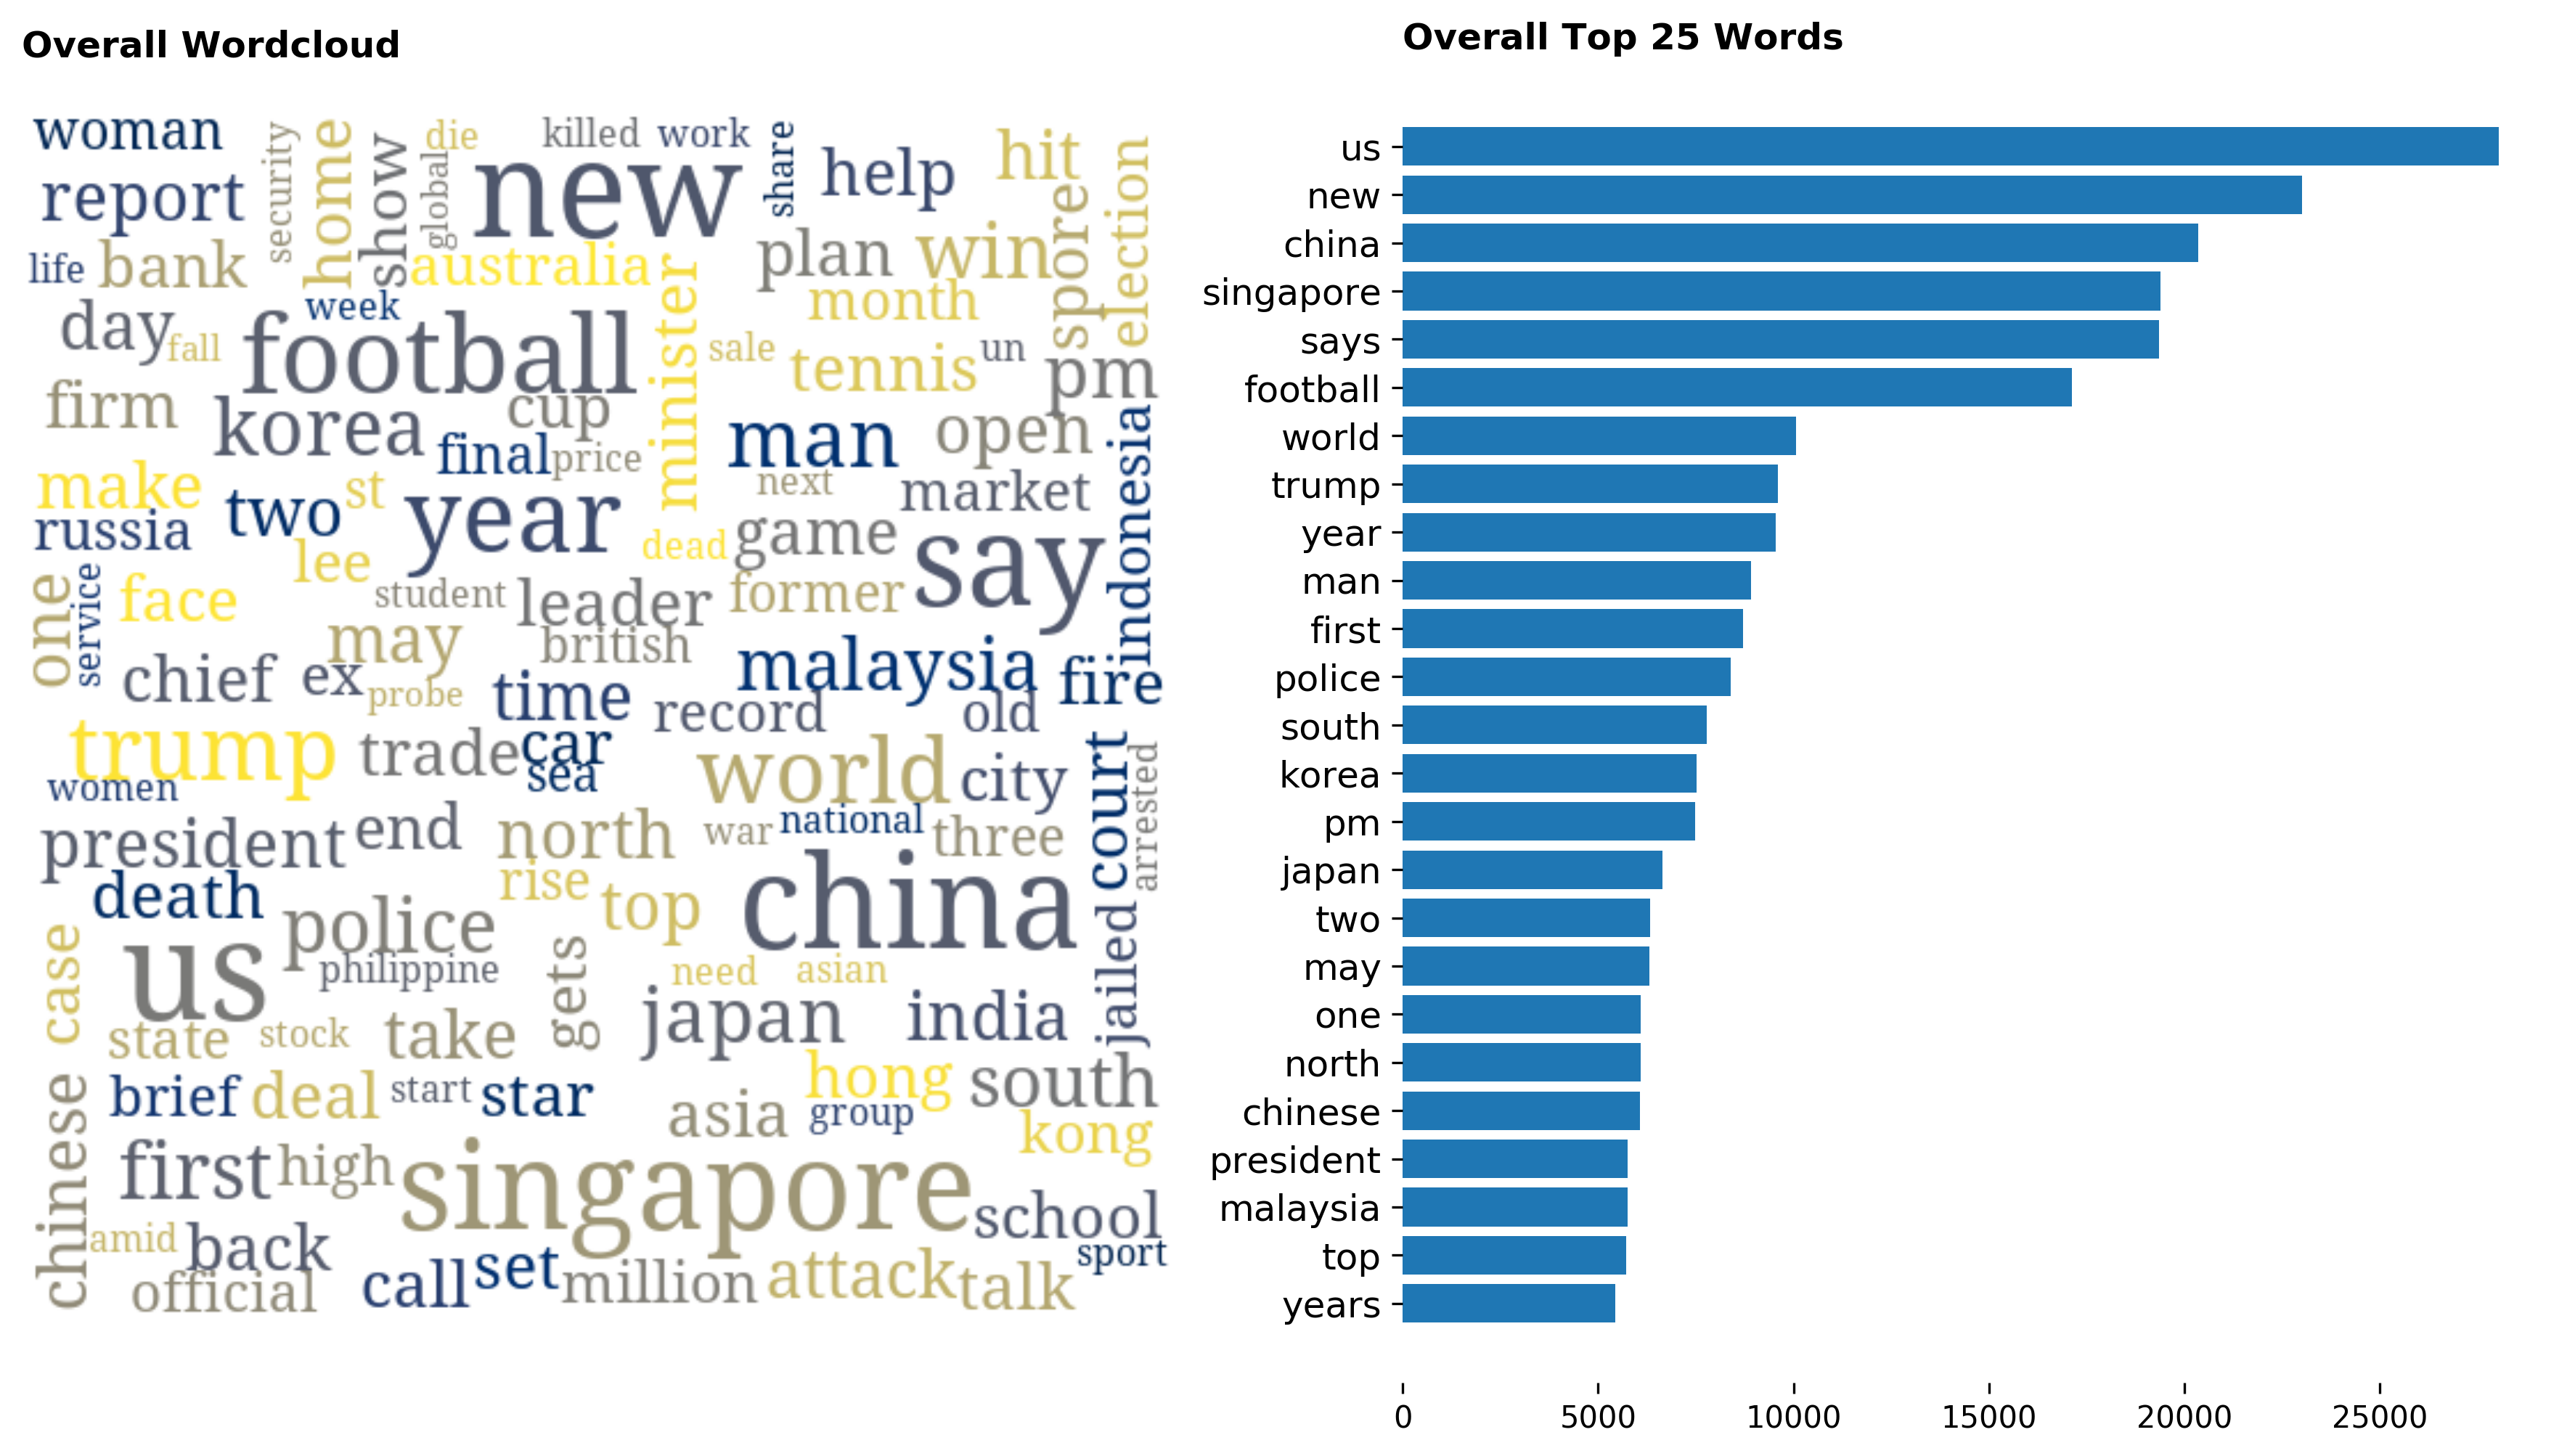 Overall Wordcloud
woman
security
home
show
die
global
killed
work
new
share
help
hit
spore
election
report
life
bank
australia
plan
win
day
fall
week
football
minister
month
sale
tennis
un
pm
firm
korea
cup
final
price
man
open
indonesia
make
two
st
year
next
market
russia
lee
dead
game
say
one
service
face
student
leader
former
may
british
malaysia
fire
chief
ex
probe
time
record
old
trump
trade
car
sea
world
city
court
arrested
women
president
end
north
war
national
three
death
rise
top
china
jailed
case
us
police
philippine
gets
need
asian
state
stock
take
japan
india
chinese
brief
deal
start
star
asia
hong
group
south
kong
first
high
singapore
school
amid
back
official
call
set
million
attack
talk
sport
Overall Top 25 Words
us
new
china
singapore
says
football
world
trump
year
man
first
police
south
korea
pm
japan
two
may
one
north
chinese
president
malaysia
top
years
0 5000 10000 15000 20000 25000